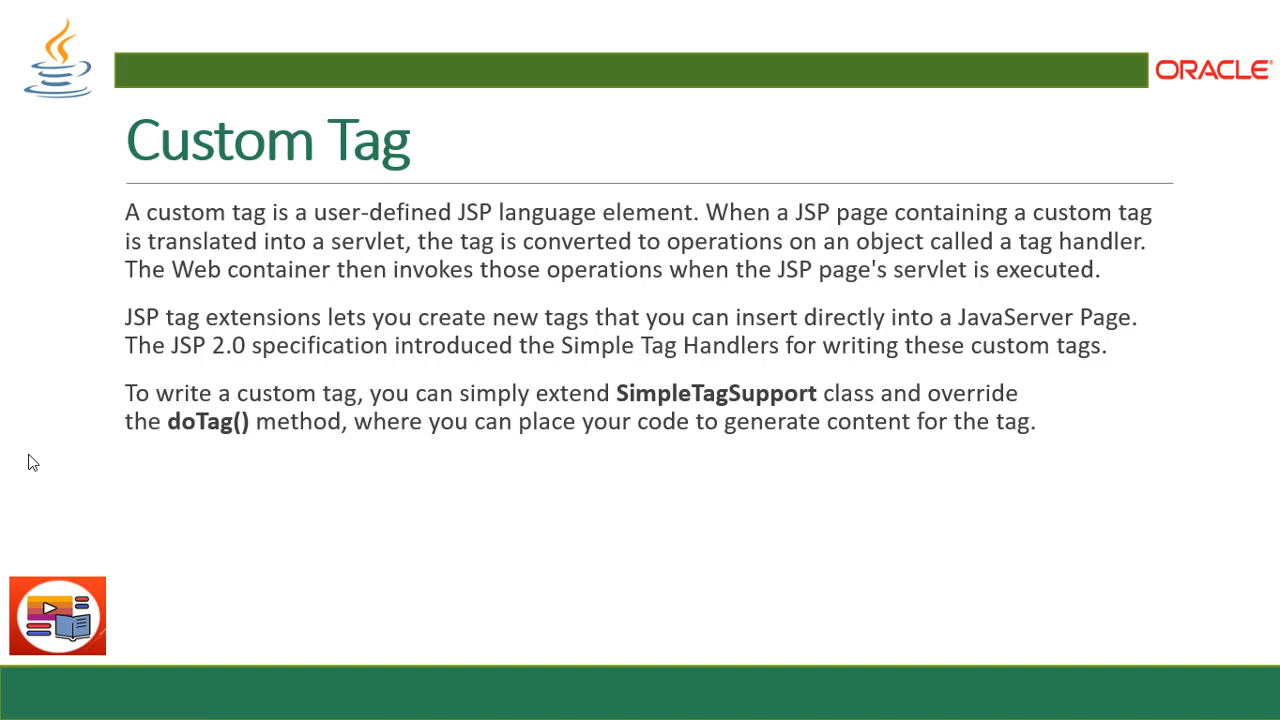 ORACLE
Custom Tag
A custom tag is a user-defined JSP language element. When a JSP page containing a custom tag
is translated into a servlet, the tag is converted to operations on an object called a tag handler.
The Web container then invokes those operations when the JSP page's servlet is executed.
JSP tag extensions lets you create new tags that you can insert directly into a JavaServer Page.
The JSP 2.0 specification introduced the Simple Tag Handlers for writing these custom tags.
To write a custom tag, you can simply extend SimpleTagSupport class and override
the doTag() method, where you can place your code to generate content for the tag.